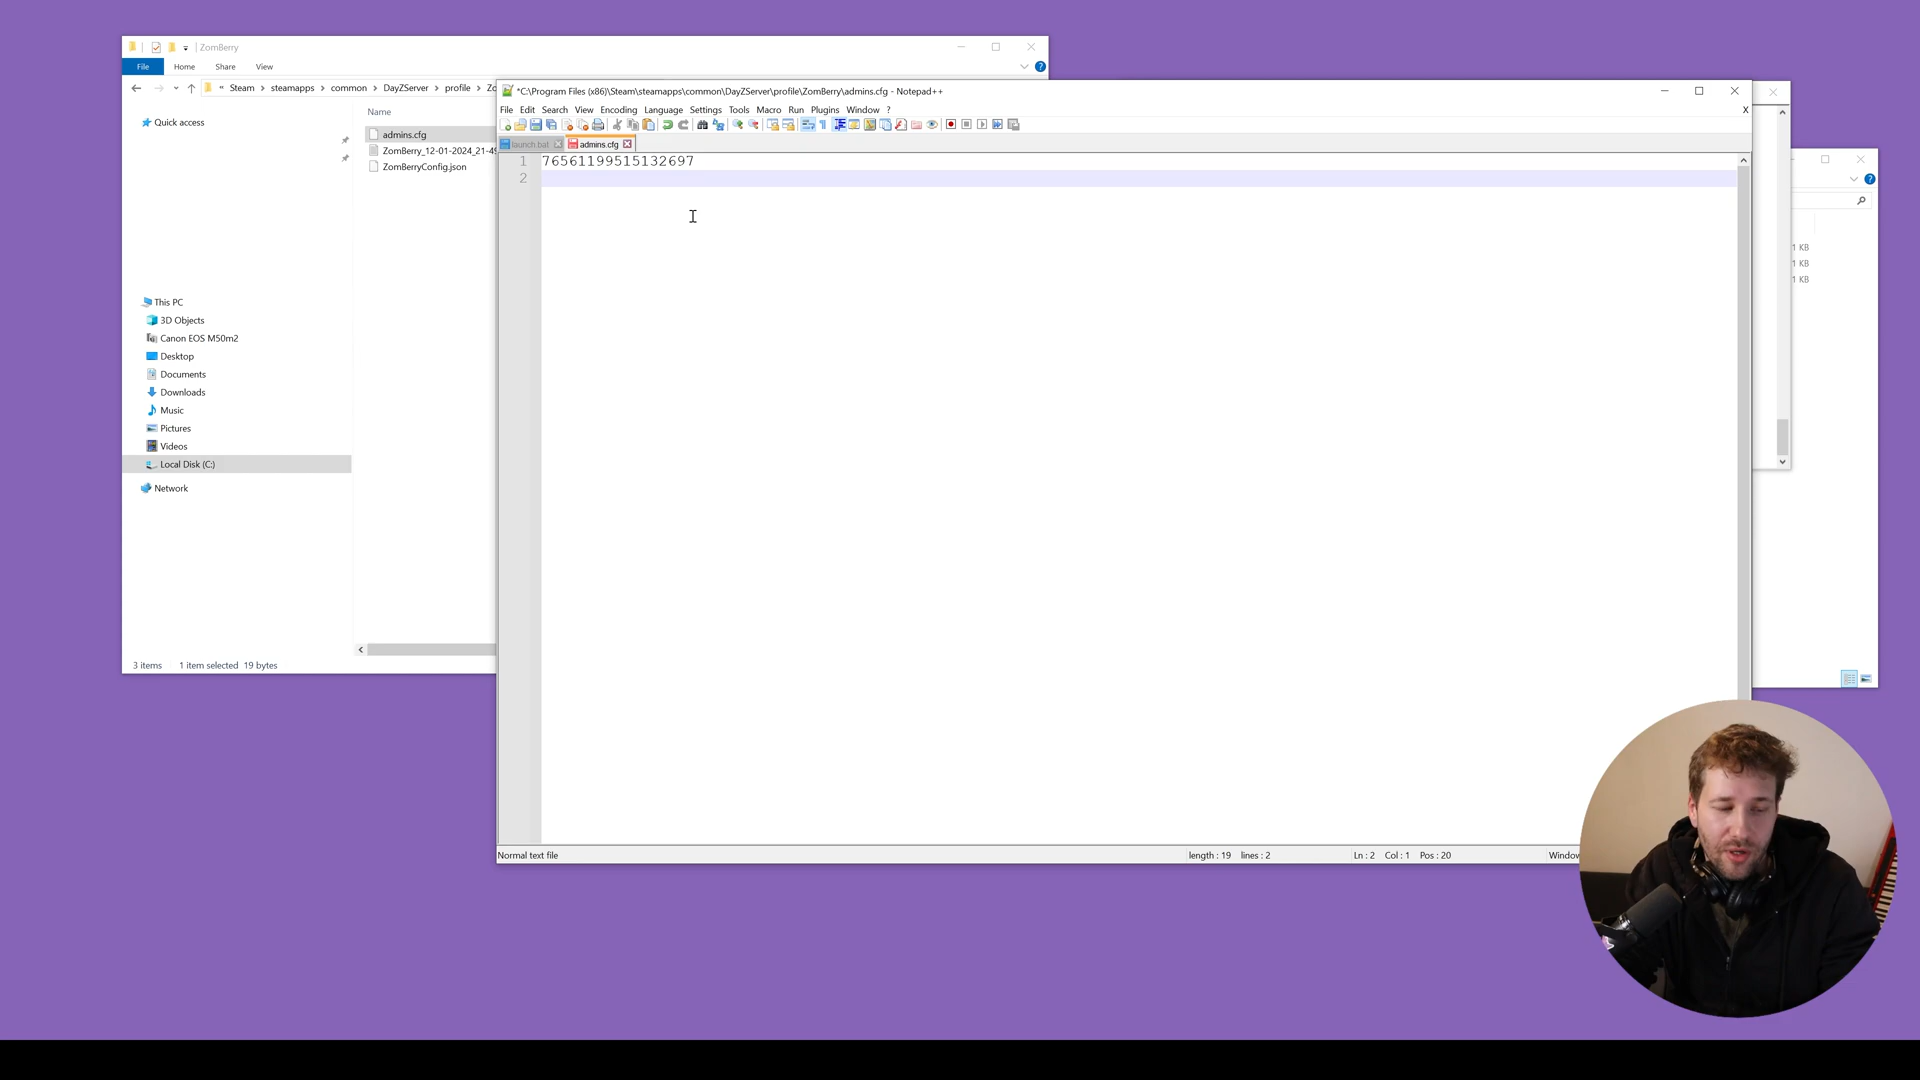 ZomBerry
File Home Share View
« Steam steamapps common DayZServer profile
Name
Quick access
admins.cfg
ZomBerry_12-01-2024_21-49
ZomBerryConfig.json
This PC
3D Objects
Canon EOS M50m2
Desktop
Documents
Downloads
Music
Pictures
Videos
Local Disk (C:)
Network
3 items 1 item selected 19 bytes
*C:\Program Files (x86)\Steam\steamapps\common\DayZServer\profile\ZomBerry\admins.cfg - Notepad++
File Edit Search View Encoding Language Settings Tools Macro Run Plugins Window ? X
launch.bat admins.cfg
1 76561199515132697
2
Normal text file length : 19 lines : 2 Ln : 2 Col : 1 Pos : 20 Window
1 KB
1 KB
1 KB